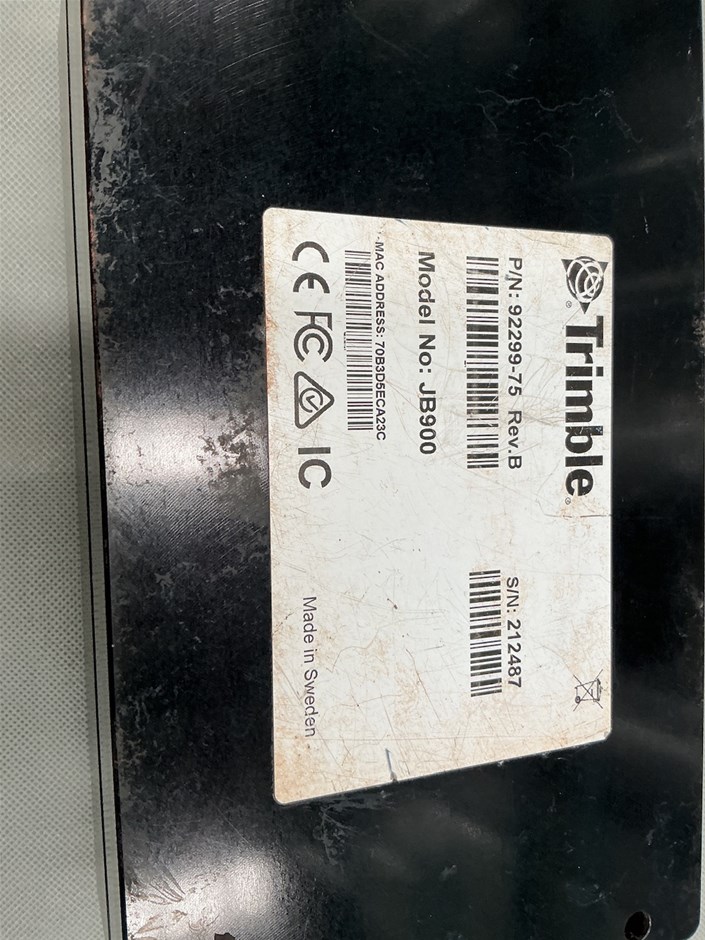 Trimble
P/N: 92299-75 Rev.B
S/N: 212487
Model No: JB900
MAC ADDRESS: 70B3D5ECA23C
CE FC IC
Made in Sweden